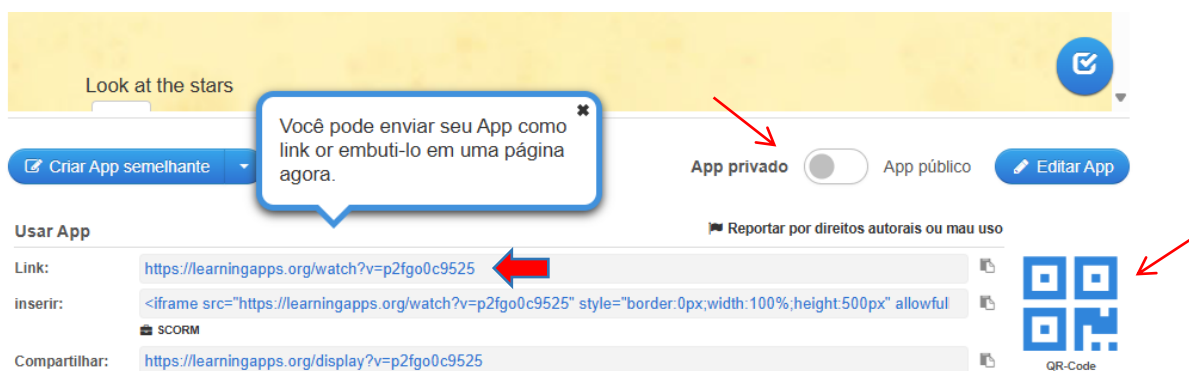 Look at the stars
Você pode enviar seu App como
link or embuti-lo em uma página
agora.
Criar App semelhante
App privado
App público
Editar App
Usar App
Reportar por direitos autorais ou mau uso
Link:
https://learningapps.org/watch?v=p2fgo0c9525
inserir:
<iframe src="https://learningapps.org/watch?v=p2fgo0c9525" style="border:0px;width:100%;height:500px" allowfull
SCORM
Compartilhar:
https://learningapps.org/display?v=p2fgo0c9525
QR-Code